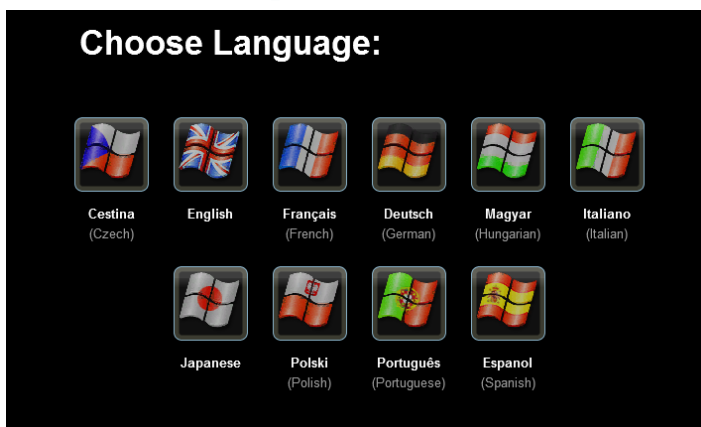 Choose Language:
Cestina English Français Deutsch Magyar Italiano
(Czech) (French) (German) (Hungarian) (Italian)
Japanese Polski Português Espanol
(Polish) (Portuguese) (Spanish)